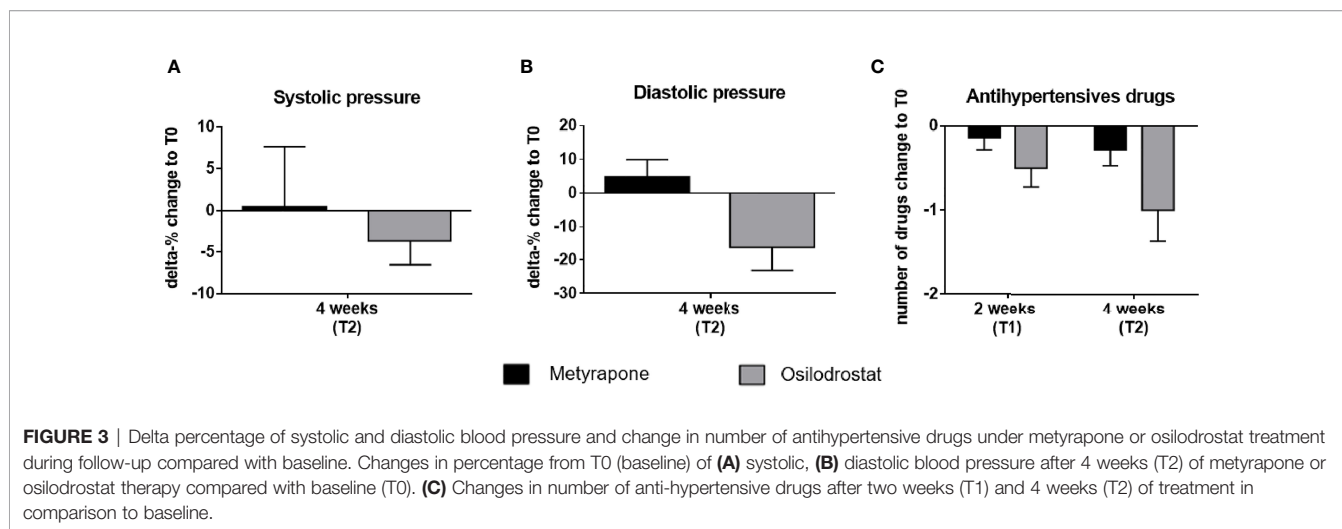 A
Systolic pressure
delta-% change to T0
10
5
0
-5
-10
4 weeks
(T2)
B
Diastolic pressure
delta-% change to T0
20
10
0
-10
-20
-30
4 weeks
(T2)
C
Antihypertensives drugs
number of drugs change to T0
0
-1
-2
2 weeks
(T1)
4 weeks
(T2)
Metyrapone
Osilodrostat
FIGURE 3 | Delta percentage of systolic and diastolic blood pressure and change in number of antihypertensive drugs under metyrapone or osilodrostat treatment
during follow-up compared with baseline. Changes in percentage from T0 (baseline) of (A) systolic, (B) diastolic blood pressure after 4 weeks (T2) of metyrapone or
osilodrostat therapy compared with baseline (T0). (C) Changes in number of anti-hypertensive drugs after two weeks (T1) and 4 weeks (T2) of treatment in
comparison to baseline.